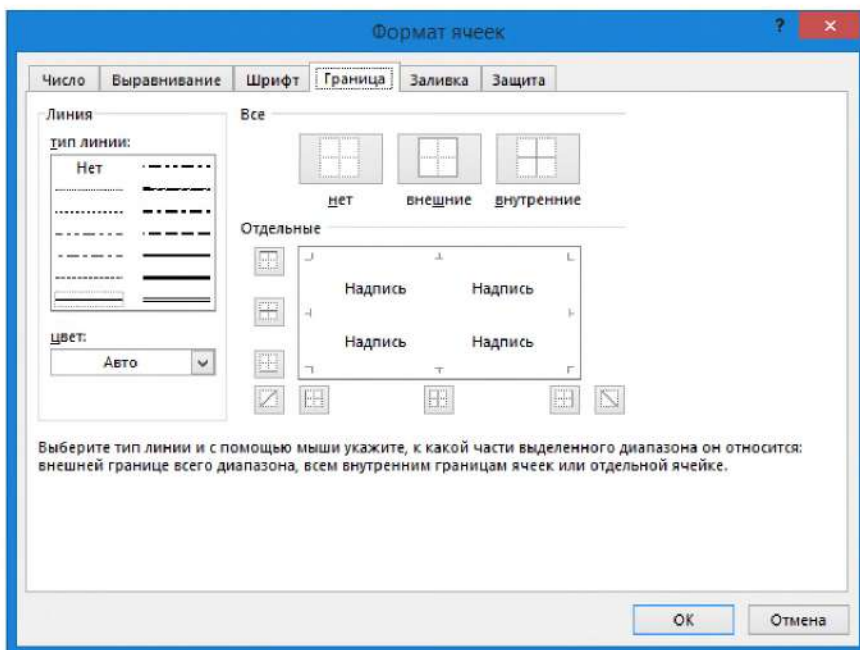 Формат ячеек ? ×
Число Выравнивание Шрифт Граница Заливка Защита
Линия
тип линии:
Нет
цвет:
Авто
Все
нет внешние внутренние
Отдельные
Надпись Надпись
Надпись Надпись
Выберите тип линии и с помощью мыши укажите, к какой части выделенного диапазона он относится:
внешней границе всего диапазона, всем внутренним границам ячеек или отдельной ячейке.
ОК Отмена